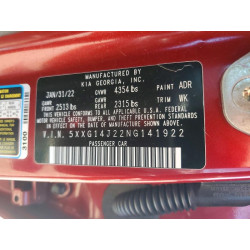 MANUFACTURED BY
KIA GEORGIA, INC.
JAN/31/22 GVWR 4354 lbs PAINT ADR
GAWR FRONT 2513 lbs GAWR REAR 2315 lbs TRIM WK
THIS VEHICLE CONFORMS TO ALL APPLICABLE U.S. FEDERAL
MOTOR VEHICLE SAFETY, BUMPER, AND THEFT PREVENTION
STANDARDS IN EFFECT ON THE DATE OF MANUFACTURE SHOWN ABOVE.
V.I.N. 5XXG14J22NG141922
PASSENGER CAR
3100